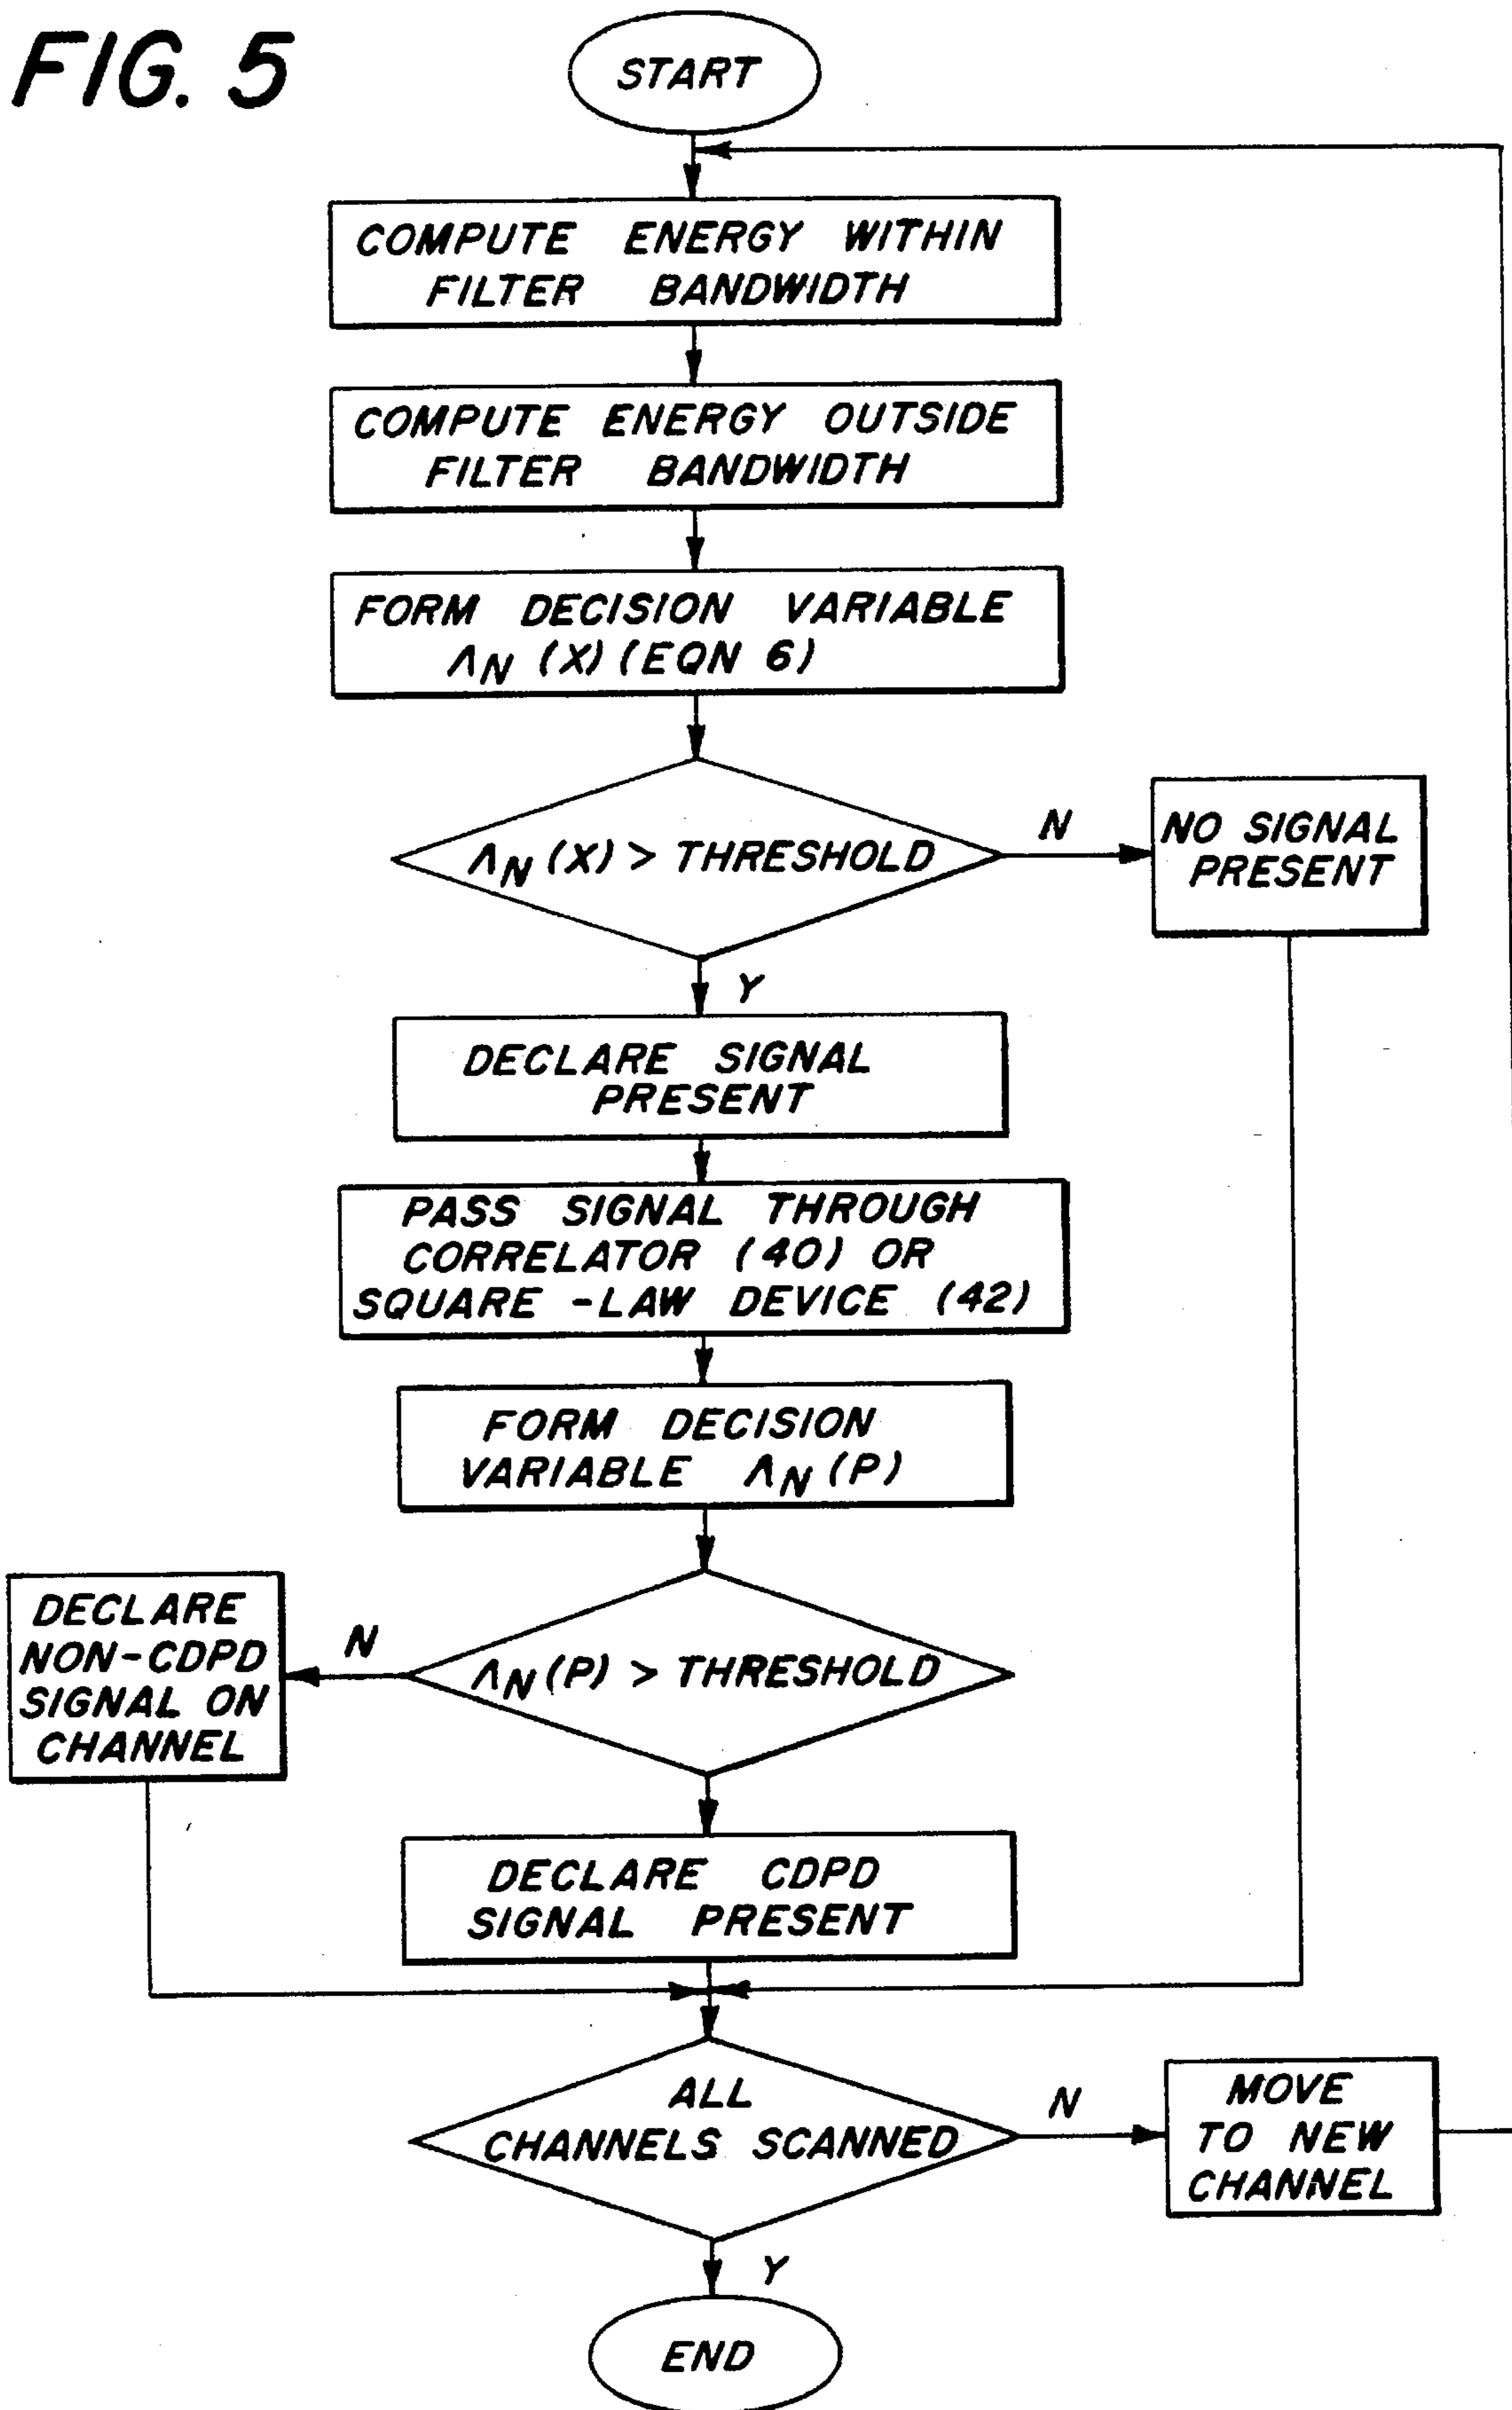 FIG. 5
START
COMPUTE ENERGY WITHIN
FILTER BANDWIDTH
COMPUTE ENERGY OUTSIDE
FILTER BANDWIDTH
FORM DECISION VARIABLE
ΛN (X) (EQN 6)
ΛN (X) > THRESHOLD
N
NO SIGNAL
PRESENT
Y
DECLARE SIGNAL
PRESENT
PASS SIGNAL THROUGH
CORRELATOR (40) OR
SQUARE -LAW DEVICE (42)
FORM DECISION
VARIABLE ΛN (P)
ΛN (P) > THRESHOLD
N
DECLARE
NON-CDPD
SIGNAL ON
CHANNEL
DECLARE CDPD
SIGNAL PRESENT
ALL
CHANNELS SCANNED
N
MOVE
TO NEW
CHANNEL
Y
END